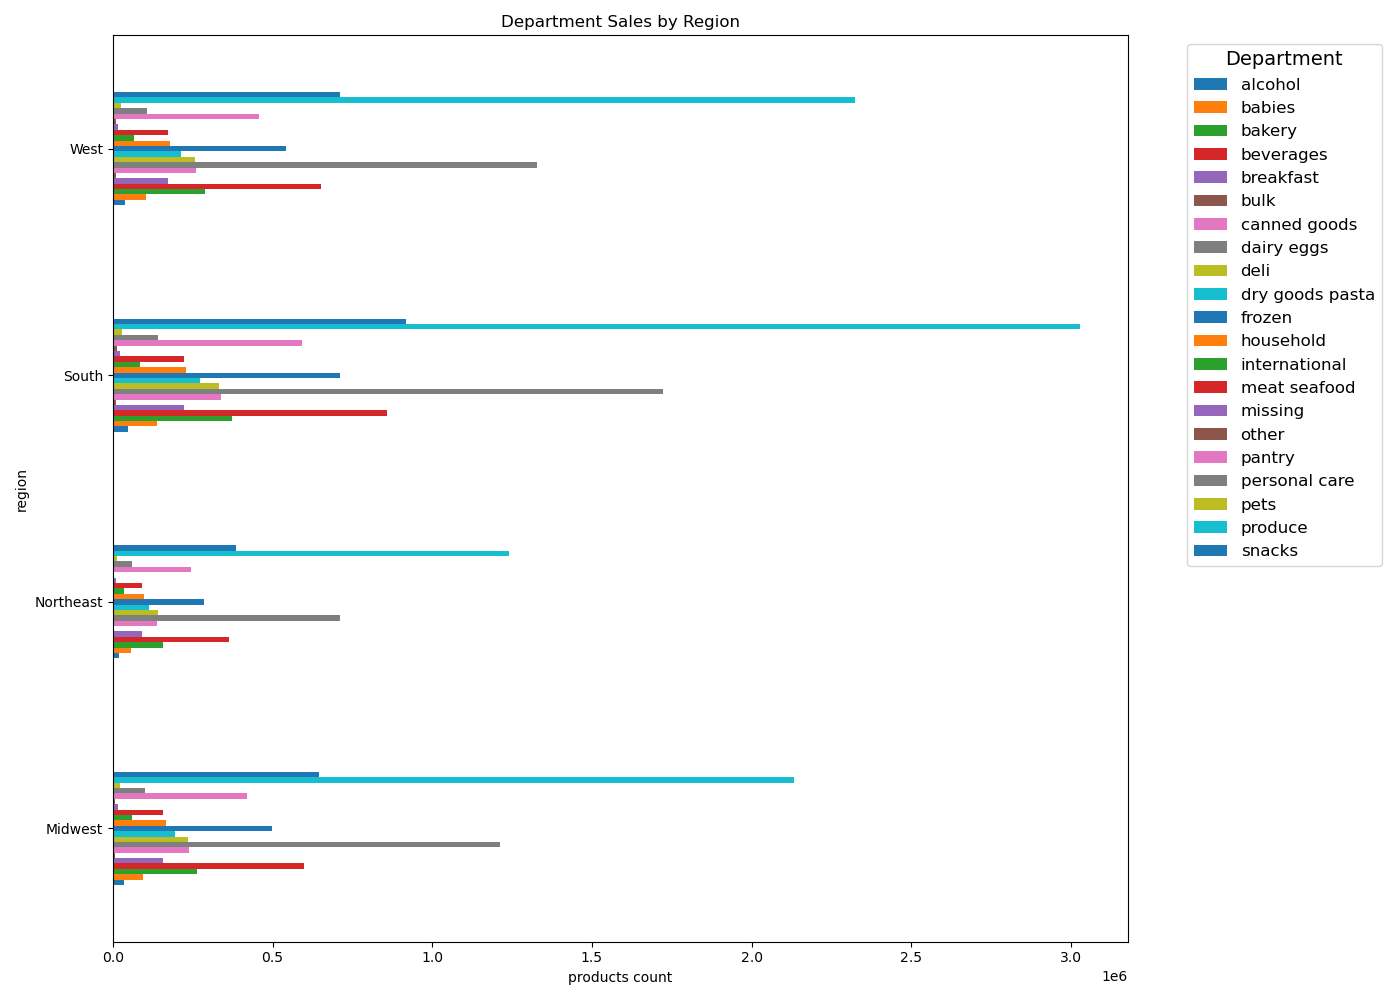 Department Sales by Region
West
South
Northeast
Midwest
region
0.0 0.5 1.0 1.5 2.0 2.5 3.0
1e6
products count
Department
alcohol
babies
bakery
beverages
breakfast
bulk
canned goods
dairy eggs
deli
dry goods pasta
frozen
household
international
meat seafood
missing
other
pantry
personal care
pets
produce
snacks